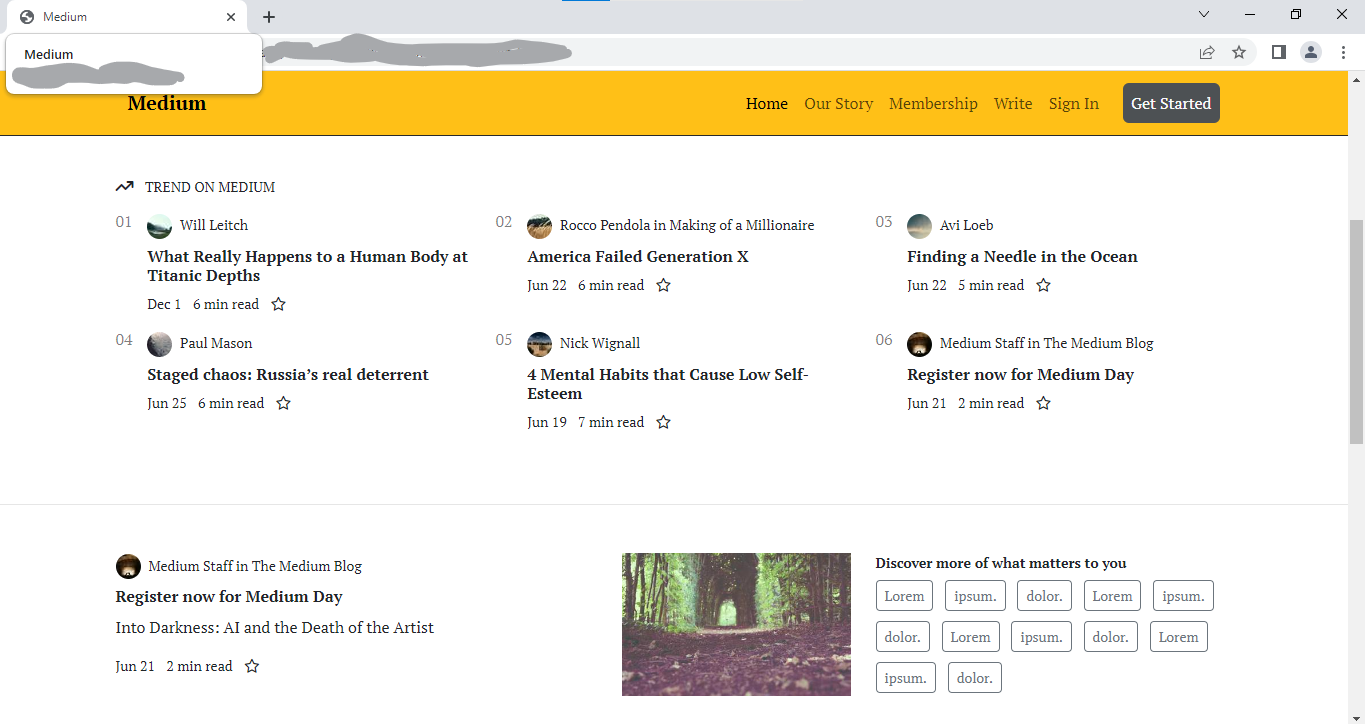 Medium
Medium
Medium
Home Our Story Membership Write Sign In Get Started
TREND ON MEDIUM
01 Will Leitch
What Really Happens to a Human Body at
Titanic Depths
Dec 1 6 min read
02 Rocco Pendola in Making of a Millionaire
America Failed Generation X
Jun 22 6 min read
03 Avi Loeb
Finding a Needle in the Ocean
Jun 22 5 min read
04 Paul Mason
Staged chaos: Russia’s real deterrent
Jun 25 6 min read
05 Nick Wignall
4 Mental Habits that Cause Low Self-
Esteem
Jun 19 7 min read
06 Medium Staff in The Medium Blog
Register now for Medium Day
Jun 21 2 min read
Medium Staff in The Medium Blog
Register now for Medium Day
Into Darkness: AI and the Death of the Artist
Jun 21 2 min read
Discover more of what matters to you
Lorem ipsum. dolor. Lorem ipsum.
dolor. Lorem ipsum. dolor. Lorem
ipsum. dolor.